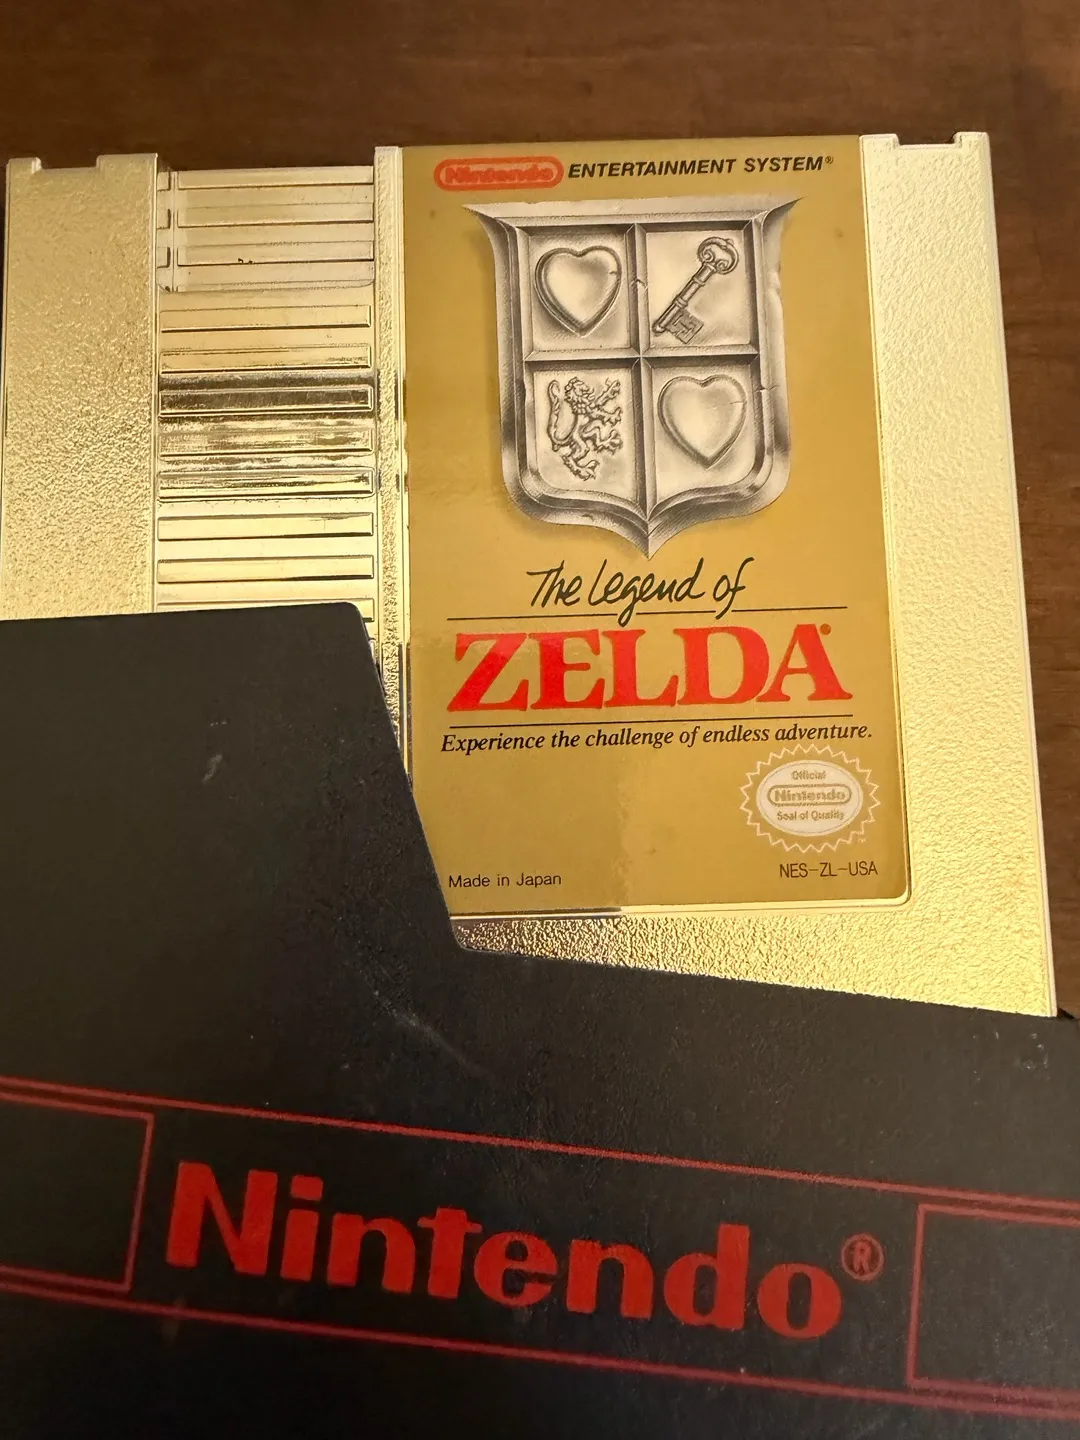 Nintendo ENTERTAINMENT SYSTEM®
The Legend of
ZELDA
Experience the challenge of endless adventure.
Official
Nintendo
Seal of Quality
TM
Made in Japan
NES-ZL-USA
Nintendo®